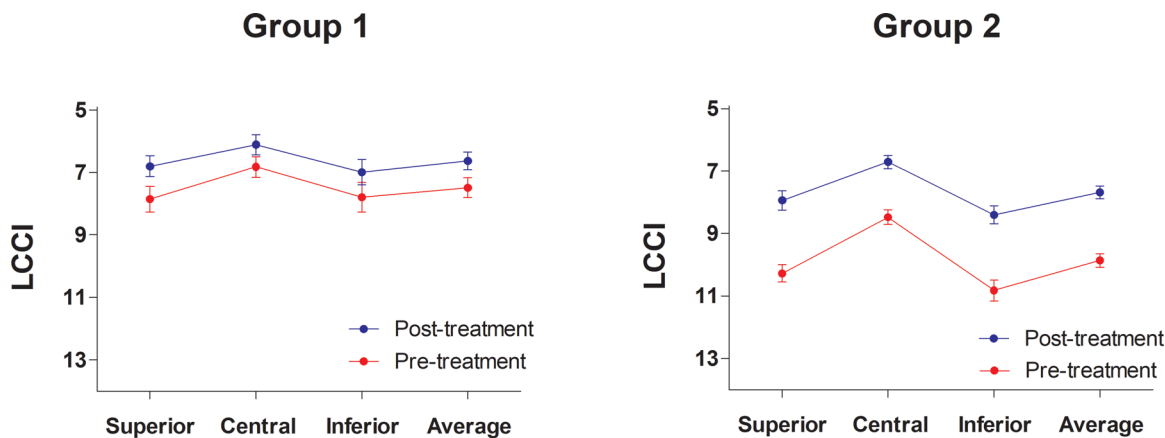 Group 1
LCCI
5
7
9
11
13
Post-treatment
Pre-treatment
Superior Central Inferior Average
Group 2
LCCI
5
7
9
11
13
Post-treatment
Pre-treatment
Superior Central Inferior Average